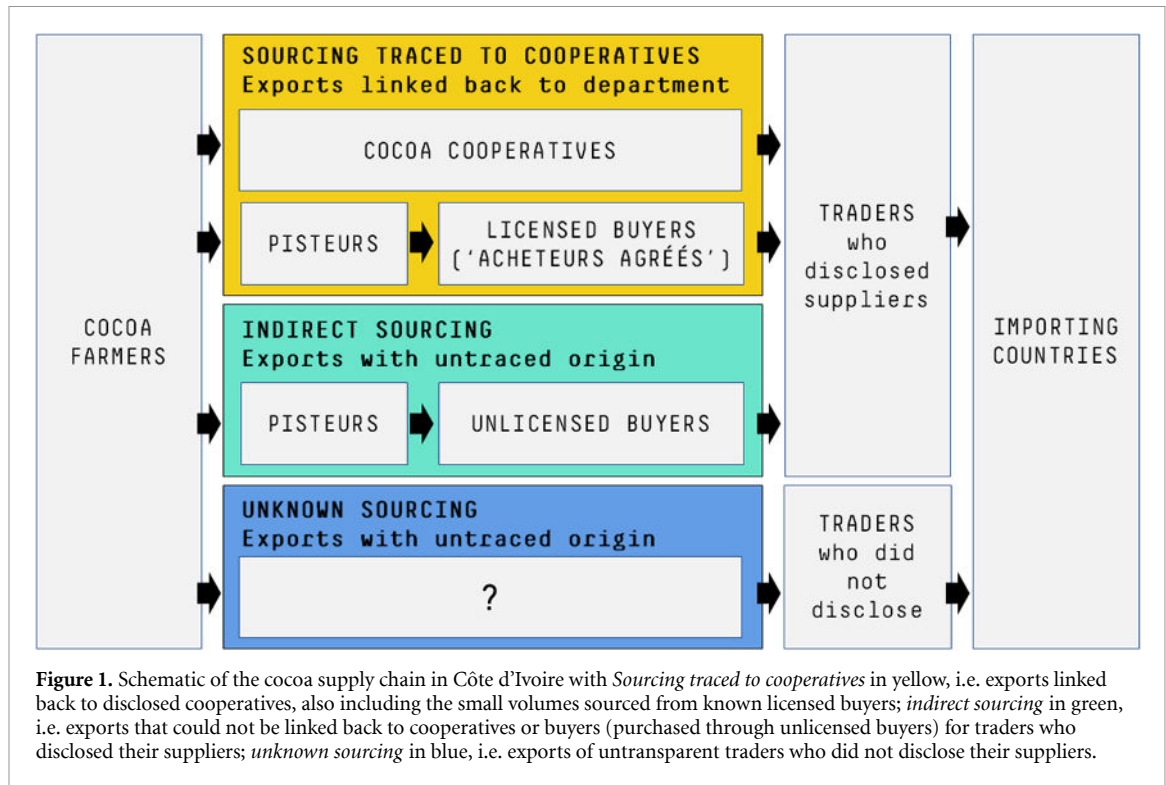 SOURCING TRACED TO COOPERATIVES
Exports linked back to department
COCOA COOPERATIVES
PISTEURS
LICENSED BUYERS
('ACHETEURS AGRÉÉS')
INDIRECT SOURCING
Exports with untraced origin
PISTEURS
UNLICENSED BUYERS
UNKNOWN SOURCING
Exports with untraced origin
?
COCOA
FARMERS
TRADERS
who
disclosed
suppliers
TRADERS
who did
not
disclose
IMPORTING
COUNTRIES
Figure 1. Schematic of the cocoa supply chain in Côte d'Ivoire with Sourcing traced to cooperatives in yellow, i.e. exports linked
back to disclosed cooperatives, also including the small volumes sourced from known licensed buyers; indirect sourcing in green,
i.e. exports that could not be linked back to cooperatives or buyers (purchased through unlicensed buyers) for traders who
disclosed their suppliers; unknown sourcing in blue, i.e. exports of untransparent traders who did not disclose their suppliers.